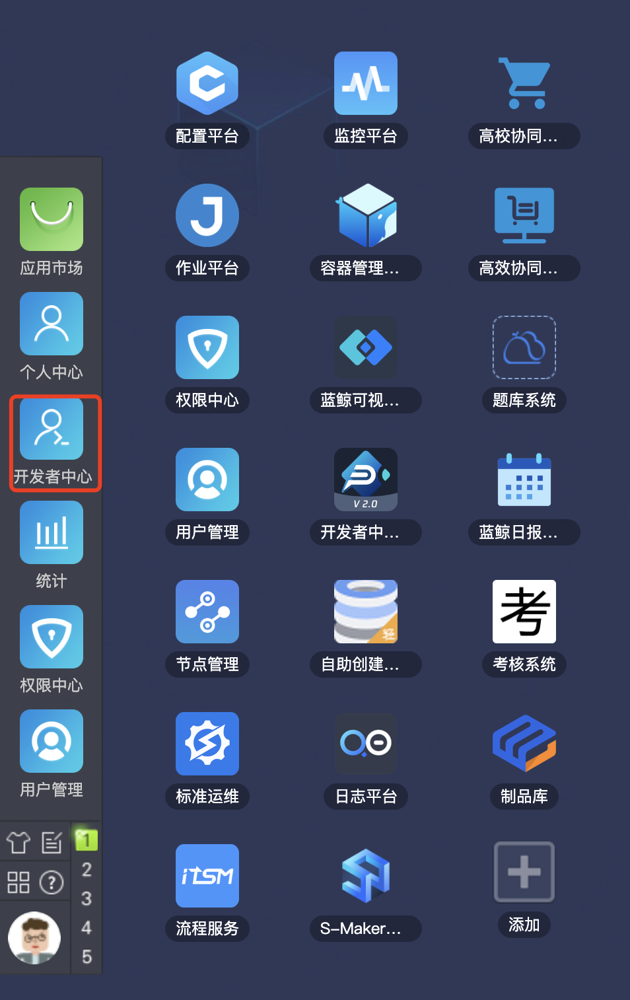 配置平台
监控平台
高校协同...
应用市场
作业平台
容器管理...
高效协同...
个人中心
权限中心
蓝鲸可视...
题库系统
开发者中心
V 2.0
用户管理
开发者中...
蓝鲸日报...
统计
轻
考
节点管理
自助创建...
考核系统
权限中心
标准运维
日志平台
制品库
用户管理
1
2
3
4
5
iTSM
流程服务
S-Maker...
添加